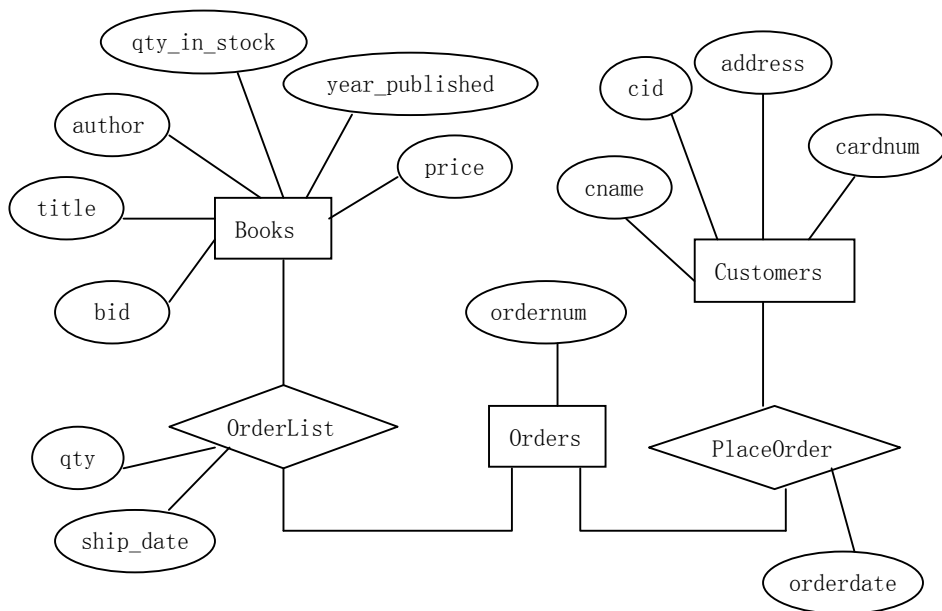 qty_in_stock
address
year_published
cid
author
cardnum
price
cname
title
Books
Customers
bid
ordernum
OrderList
Orders
PlaceOrder
qty
ship_date
orderdate